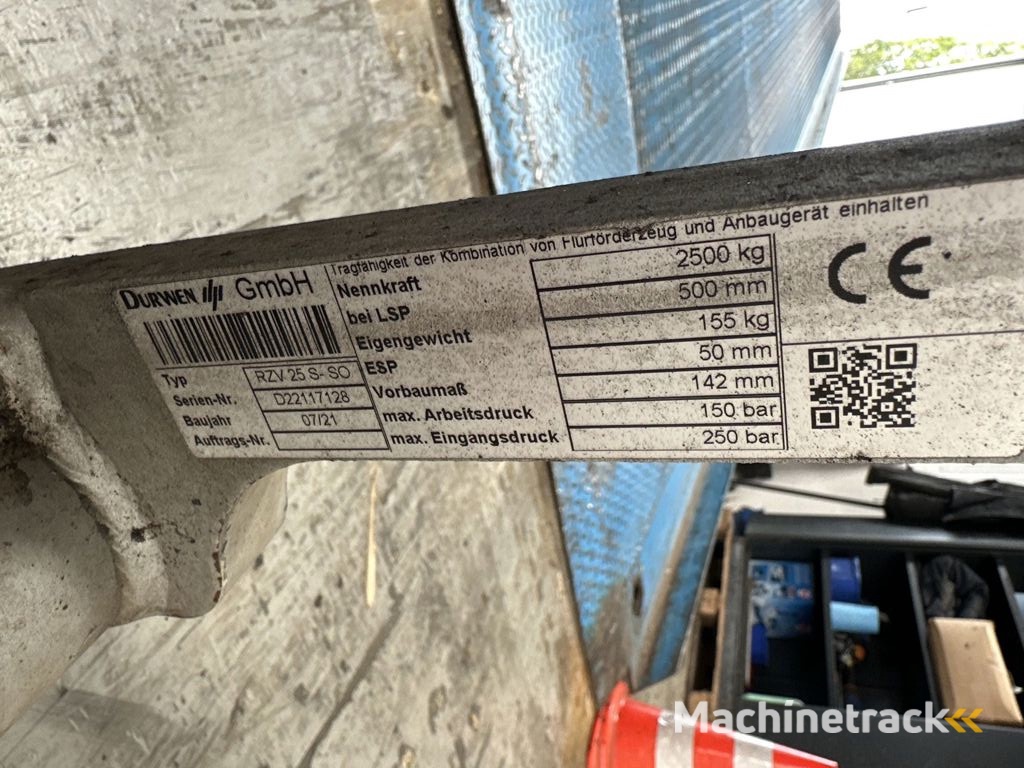 Tragfähigkeit der Kombination von Flurförderzeug und Anbaugerät einhalten
DURWEN GmbH
Typ RZV 25 S- SO
Serien-Nr. D22117128
Baujahr 07/21
Auftrags-Nr.
Nennkraft 2500 kg
bei LSP 500 mm
Eigengewicht 155 kg
ESP 50 mm
Vorbaumaß 142 mm
max. Arbeitsdruck 150 bar
max. Eingangsdruck 250 bar
CE
Machinetrack